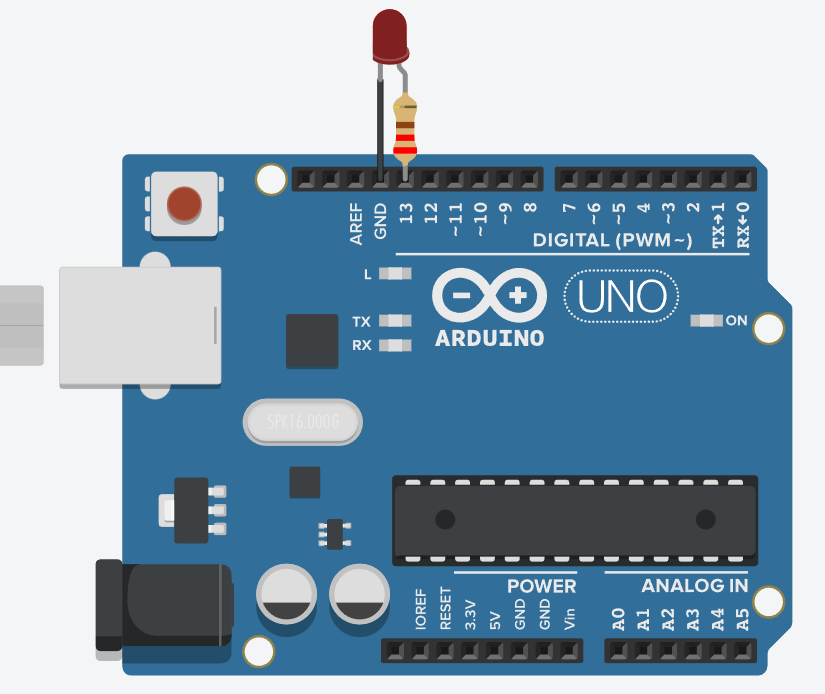 AREF
GND
13
12
~11
~10
~9
8
7
~6
~5
4
~3
2
TX→1
RX←0
DIGITAL (PWM~)
L
TX
RX
ARDUINO
UNO
ON
SPK16.000G
POWER
ANALOG IN
IOREF
RESET
3.3V
5V
GND
GND
Vin
A0
A1
A2
A3
A4
A5